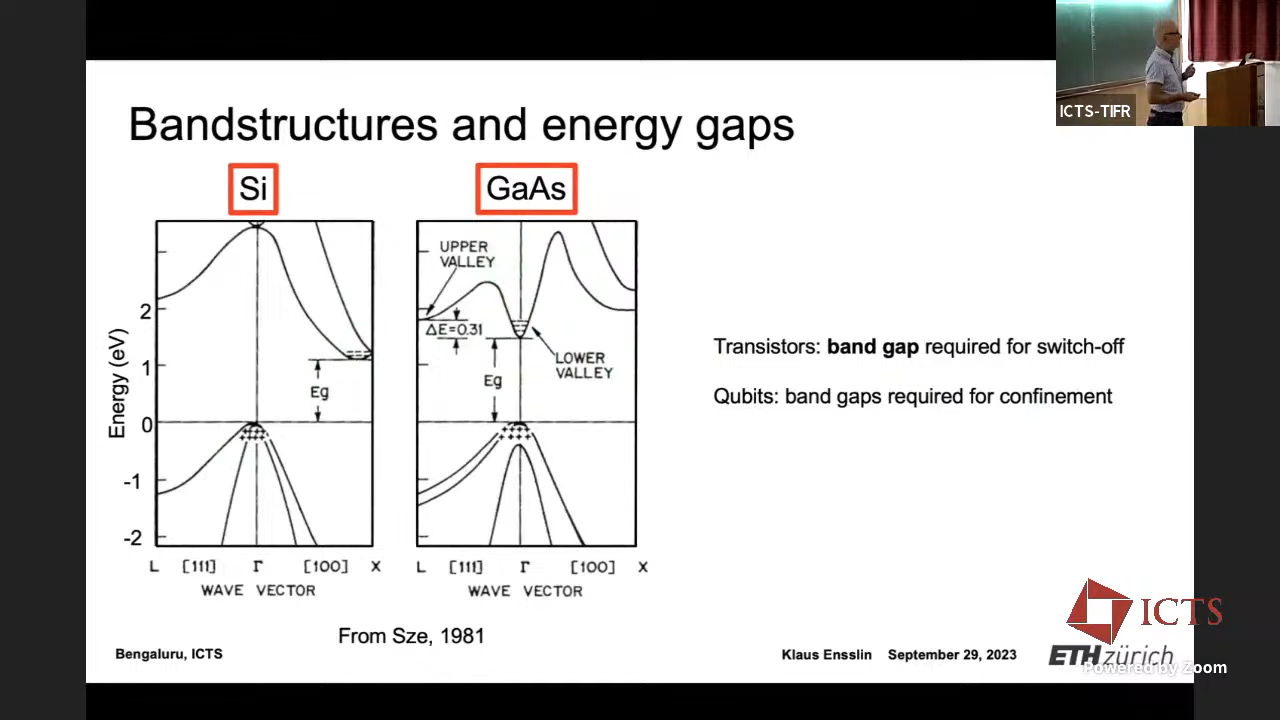 ICTS-TIFR
Bandstructures and energy gaps
Si
GaAs
UPPER
VALLEY
ΔE=0.31
LOWER
VALLEY
Eg
Eg
Energy (eV)
2
1
0
-1
-2
L [111] Γ [100] X
WAVE VECTOR
L [111] Γ [100] X
WAVE VECTOR
From Sze, 1981
Transistors: band gap required for switch-off
Qubits: band gaps required for confinement
Bengaluru, ICTS
Klaus Ensslin September 29, 2023
ICTS
ETH zürich
Powered by Zoom